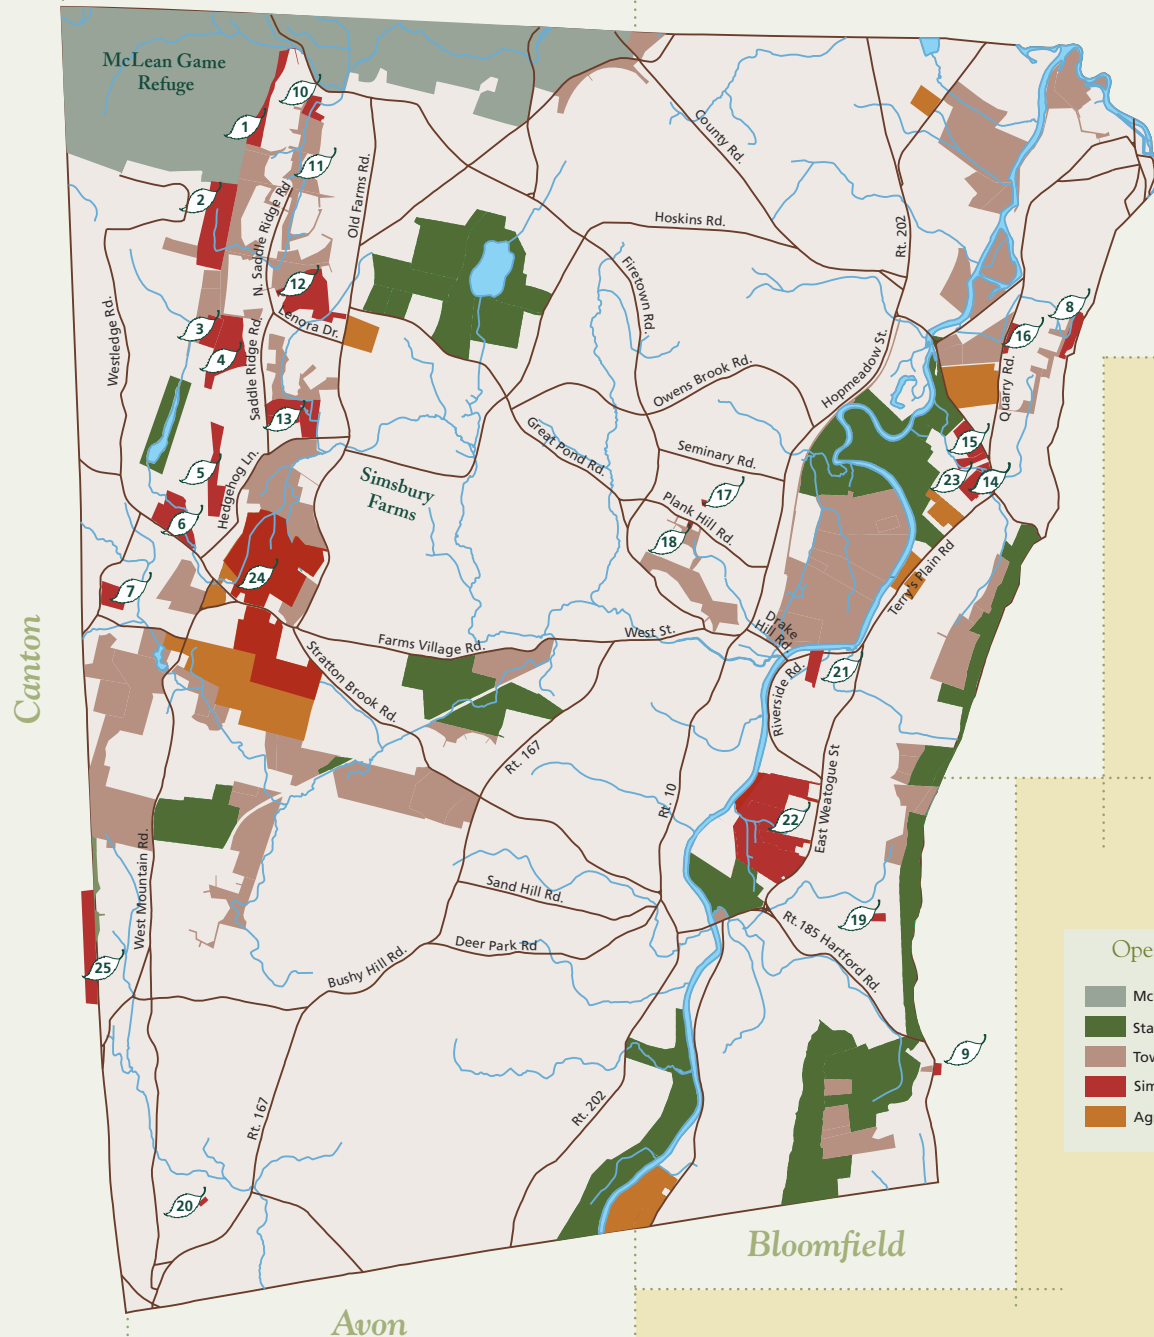 McLean Game
Refuge
10
1
11
2
N. Saddle Ridge Rd
Old Farms Rd.
12
Lenora Dr.
3
4
Westledge Rd.
Saddle Ridge Rd.
13
5
6
Hedgehog Ln.
24
7
Simsbury
Farms
County Rd.
Hoskins Rd.
Rt. 202
Firetown Rd.
8
16
Quarry Rd.
Owens Brook Rd.
Hopmeadow St.
Great Pond Rd.
Seminary Rd.
15
23
14
17
Plank Hill Rd.
18
Terry's Plain Rd
Drake
Hill Rd.
West St.
Farms Village Rd.
Stratton Brook Rd.
Canton
21
Riverside Rd.
Rt. 167
Rt. 10
East Weatogue St
22
West Mountain Rd.
Sand Hill Rd.
Deer Park Rd
Bushy Hill Rd.
19
Rt.185 Hartford Rd.
25
Ope
Mc
Sta
Tow
Sim
Ag
9
Rt. 167
Rt. 202
20
Bloomfield
Avon